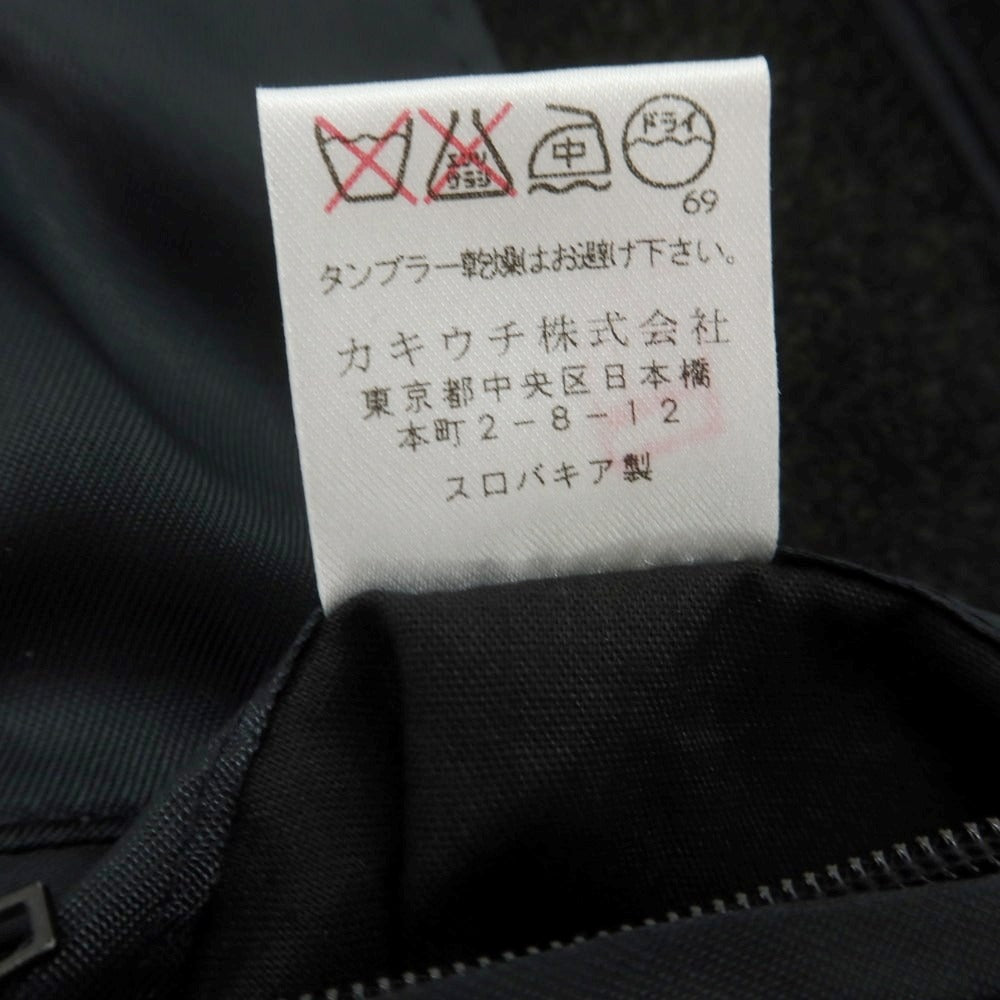 エンソ サラシ 中 ドライ
69
タンブラー乾燥はお避け下さい。
カキウチ株式会社
東京都中央区日本橋
本町2-8-12
スロバキア製